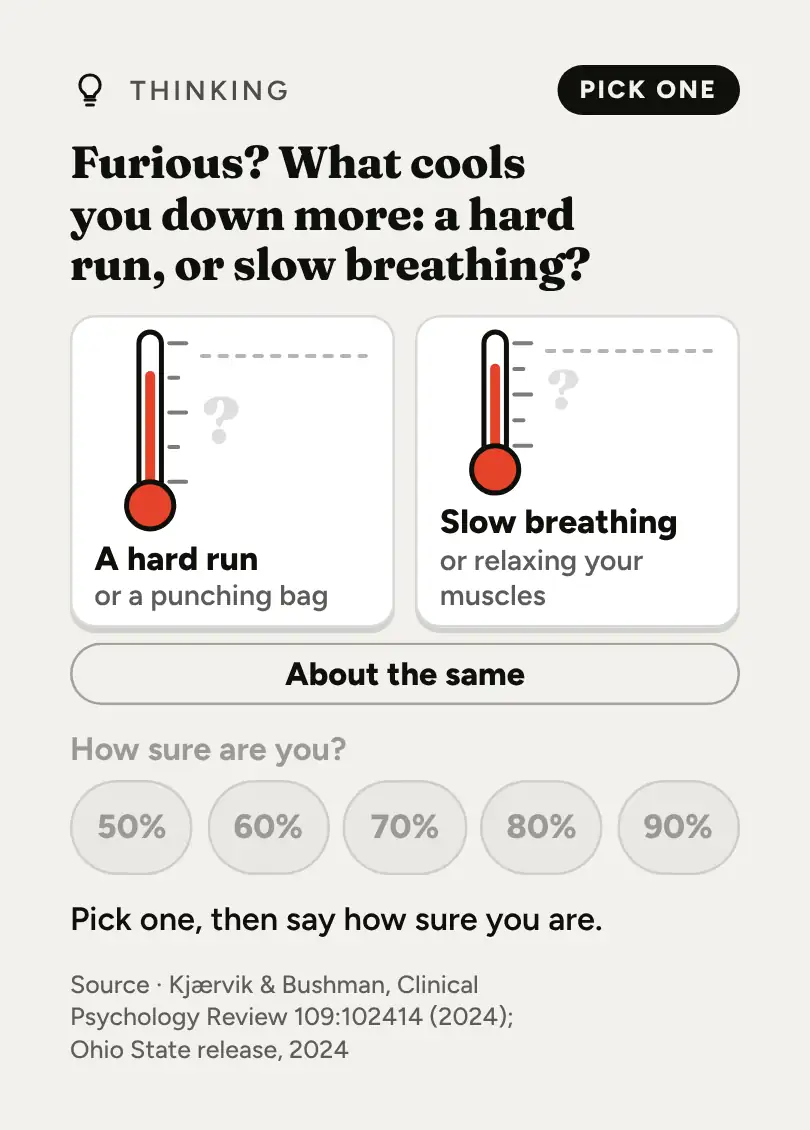 THINKING
PICK ONE
Furious? What cools
you down more: a hard
run, or slow breathing?
?
?
A hard run
or a punching bag
Slow breathing
or relaxing your
muscles
About the same
How sure are you?
50%
60%
70%
80%
90%
Pick one, then say how sure you are.
Source · Kjærvik & Bushman, Clinical
Psychology Review 109:102414 (2024);
Ohio State release, 2024